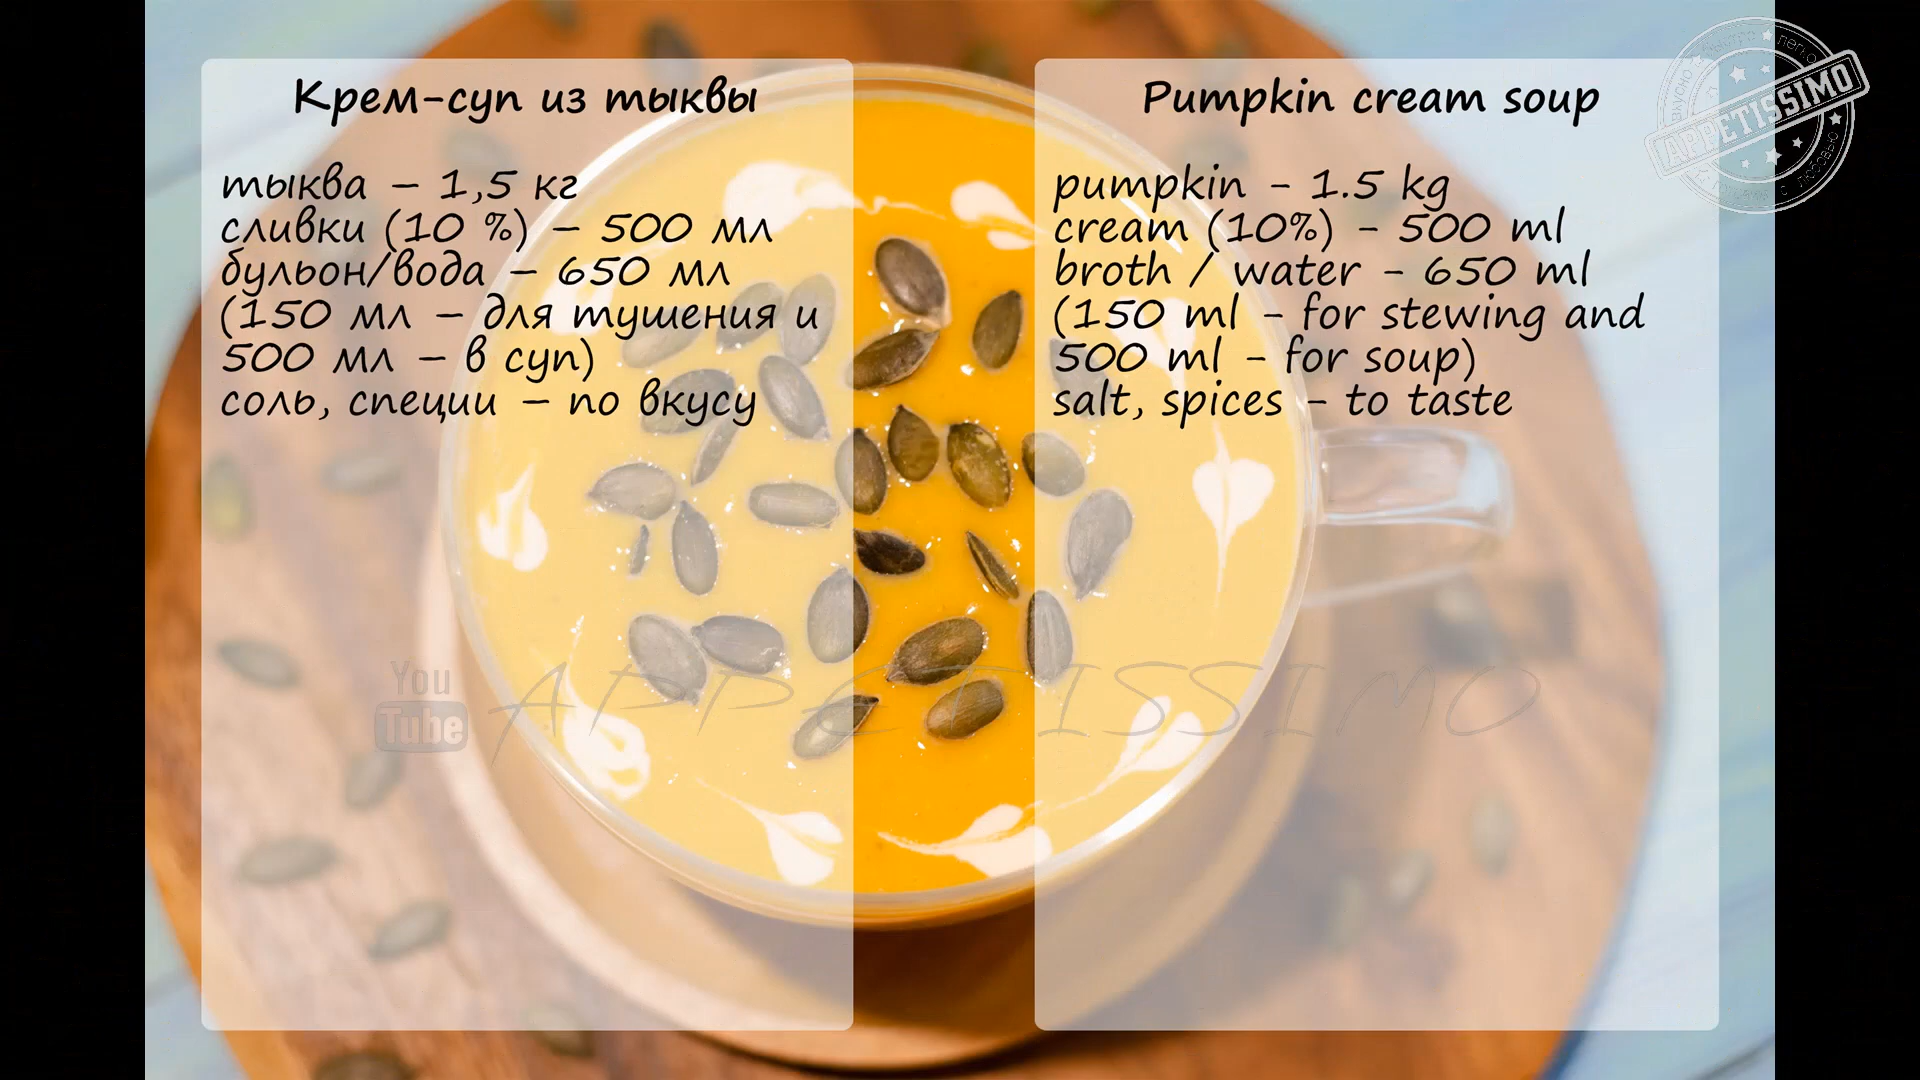 Крем-суп из тыквы
тыква – 1,5 кг
сливки (10 %) – 500 мл
бульон/вода – 650 мл
(150 мл – для тушения и
500 мл – в суп)
соль, специи – по вкусу
Pumpkin cream soup
pumpkin - 1.5 kg
cream (10%) - 500 ml
broth / water - 650 ml
(150 ml - for stewing and
500 ml - for soup)
salt, spices - to taste
APPETISSIMO
You
Tube
APPETISSIMO